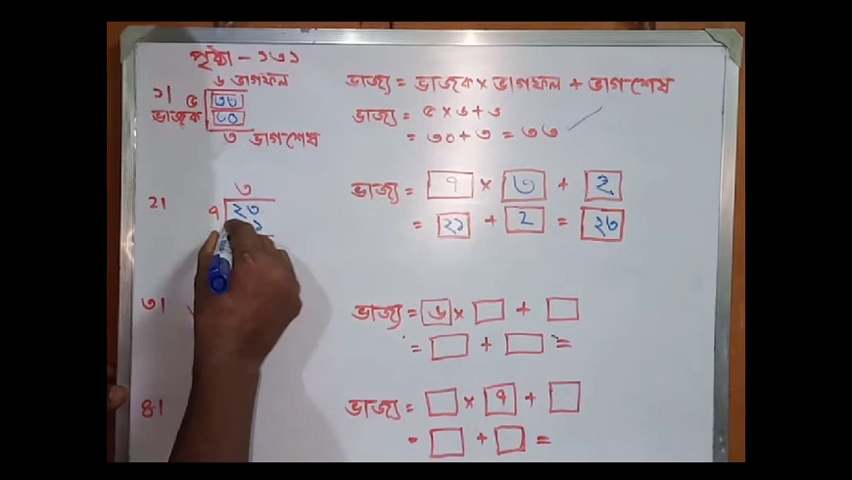 পৃষ্ঠা - ১৩১
৬ ভাগফল
১। ৫ ৩৩
ভাজক ৩০
৩ ভাগশেষ
ভাজ্য = ভাজক × ভাগফল + ভাগশেষ
ভাজ্য = ৫ × ৬ + ৩
= ৩০ + ৩ = ৩৩
২। ৩
৭ ২৩
ভাজ্য = ৭ × ৩ + ২
= ২১ + ২ = ২৩
৩।
ভাজ্য = ৬ × +
= + =
৪।
ভাজ্য = × ৭ +
= + =